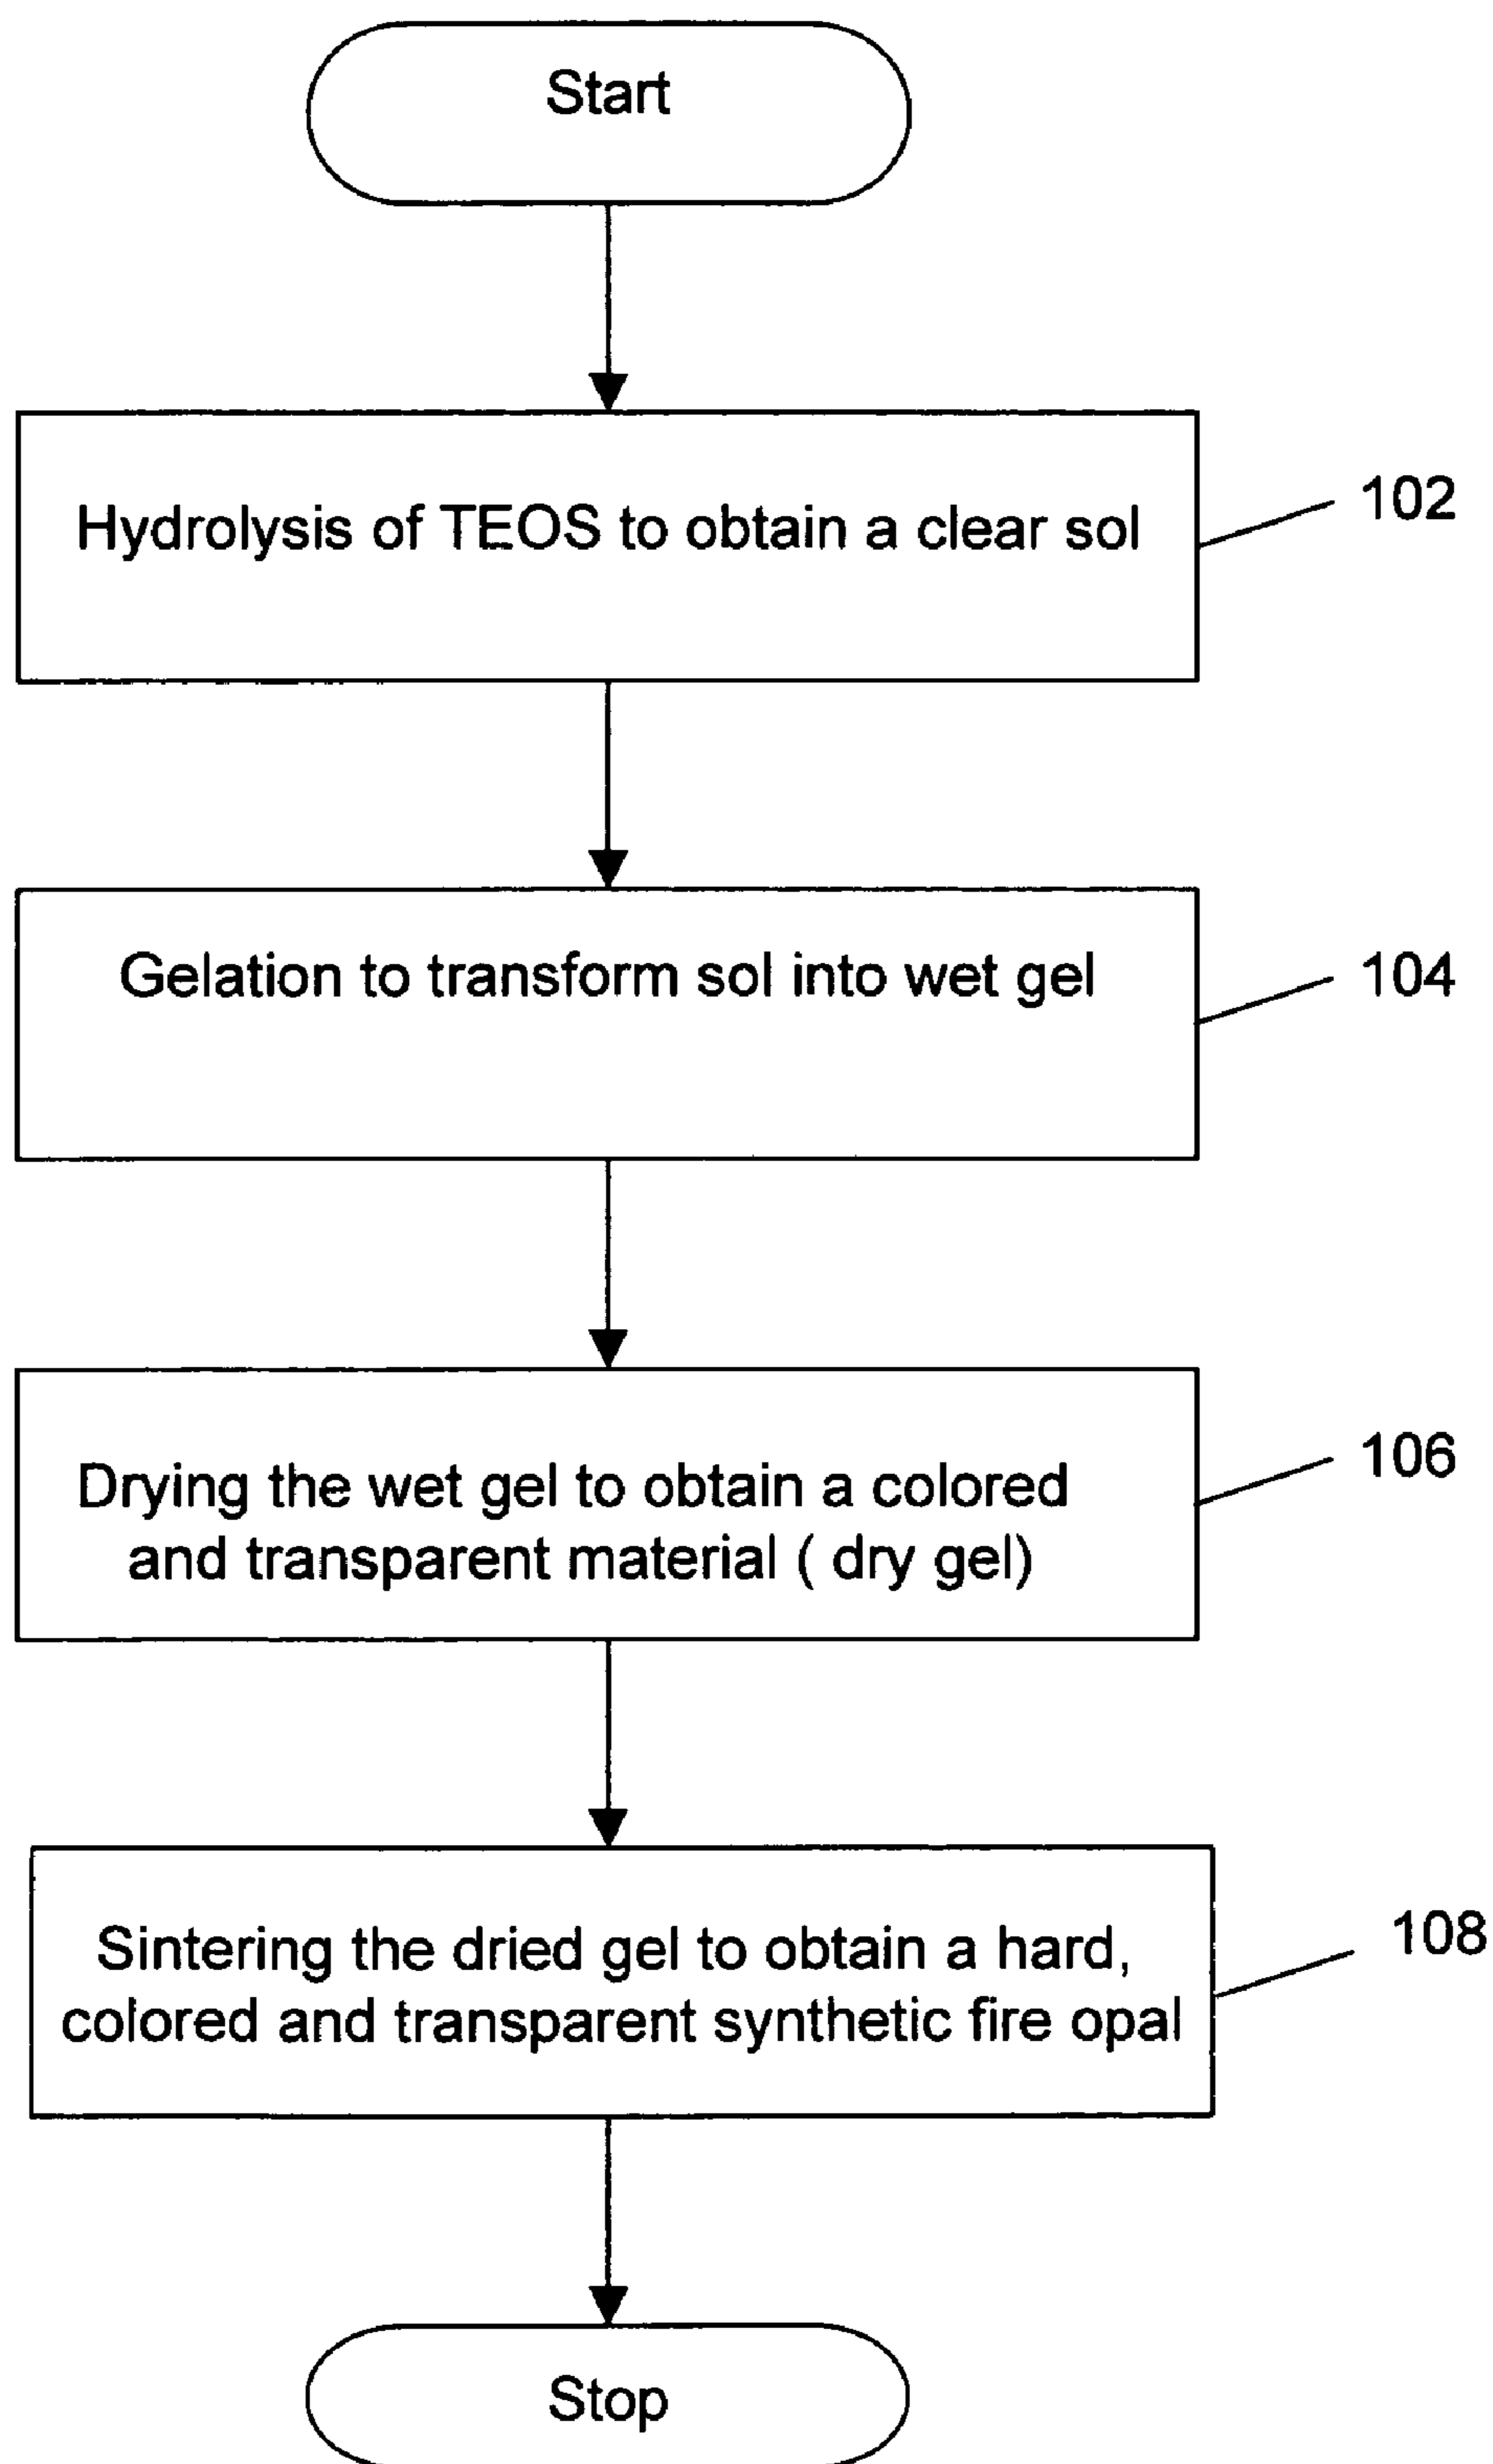 Start
Hydrolysis of TEOS to obtain a clear sol
102
Gelation to transform sol into wet gel
104
Drying the wet gel to obtain a colored
and transparent material ( dry gel)
106
Sintering the dried gel to obtain a hard,
colored and transparent synthetic fire opal
108
Stop